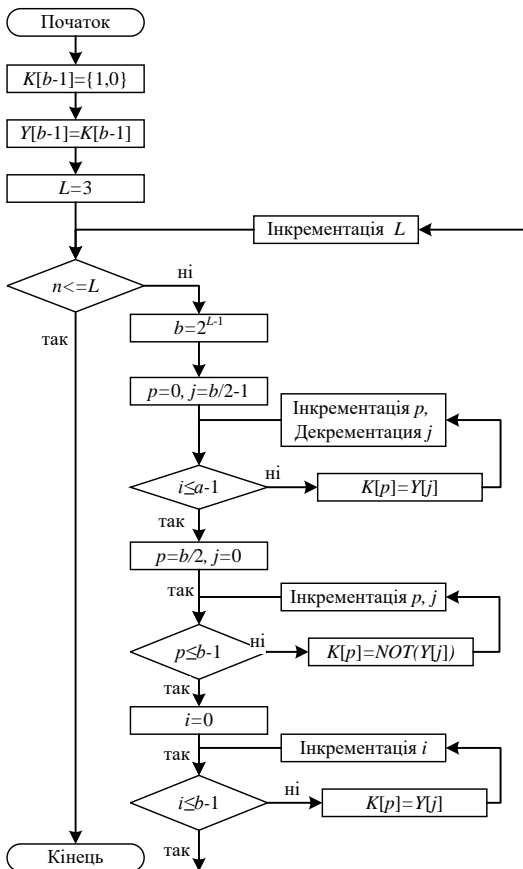 Початок
K[b-1]={1,0}
Y[b-1]=K[b-1]
L=3
Інкрементація L
n<=L
ні
так
b=2^{L-1}
p=0, j=b/2-1
Інкрементація p,
Декрементация j
i≤a-1
ні
K[p]=Y[j]
так
p=b/2, j=0
так
Інкрементація p, j
p≤b-1
ні
K[p]=NOT(Y[j])
так
i=0
так
Інкрементація i
i≤b-1
ні
K[p]=Y[j]
так
Кінець